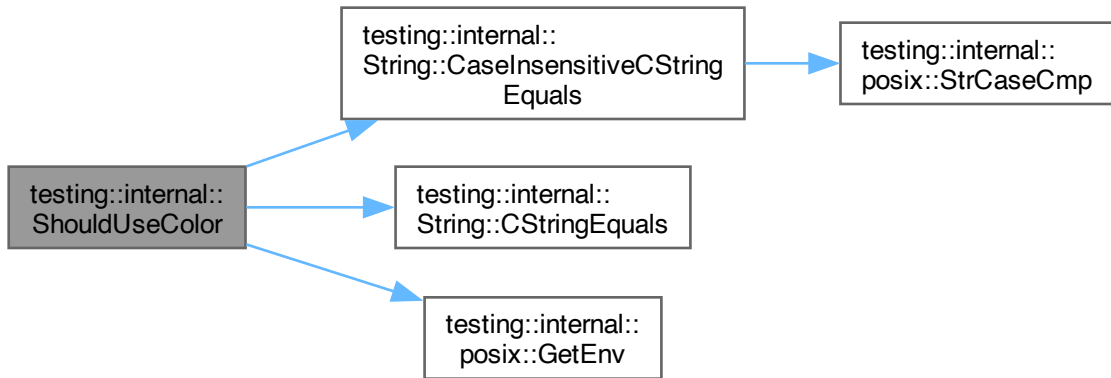 testing::internal::
ShouldUseColor
testing::internal::
String::CaseInsensitiveCString
Equals
testing::internal::
posix::StrCaseCmp
testing::internal::
String::CStringEquals
testing::internal::
posix::GetEnv